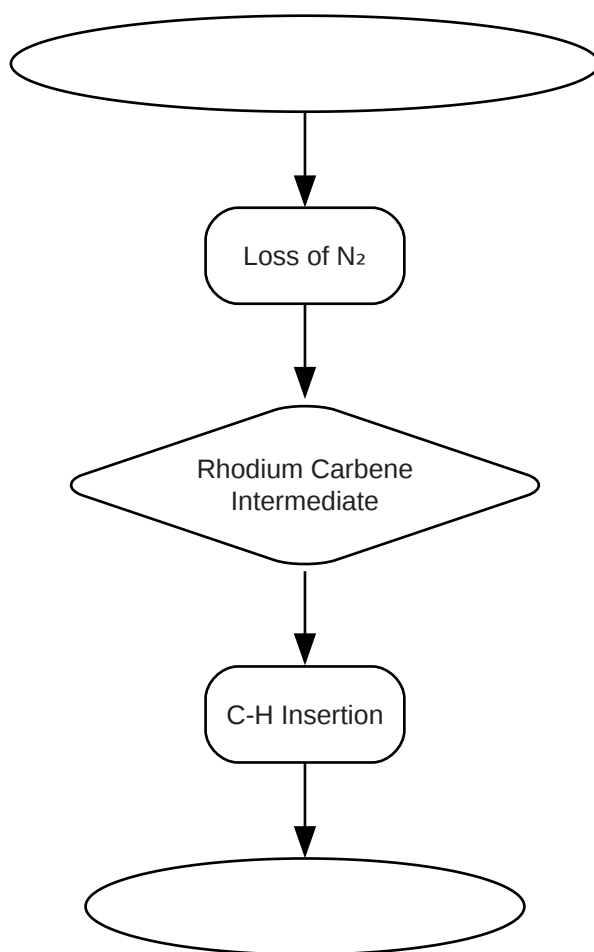 Loss of N₂
Rhodium Carbene
Intermediate
C-H Insertion